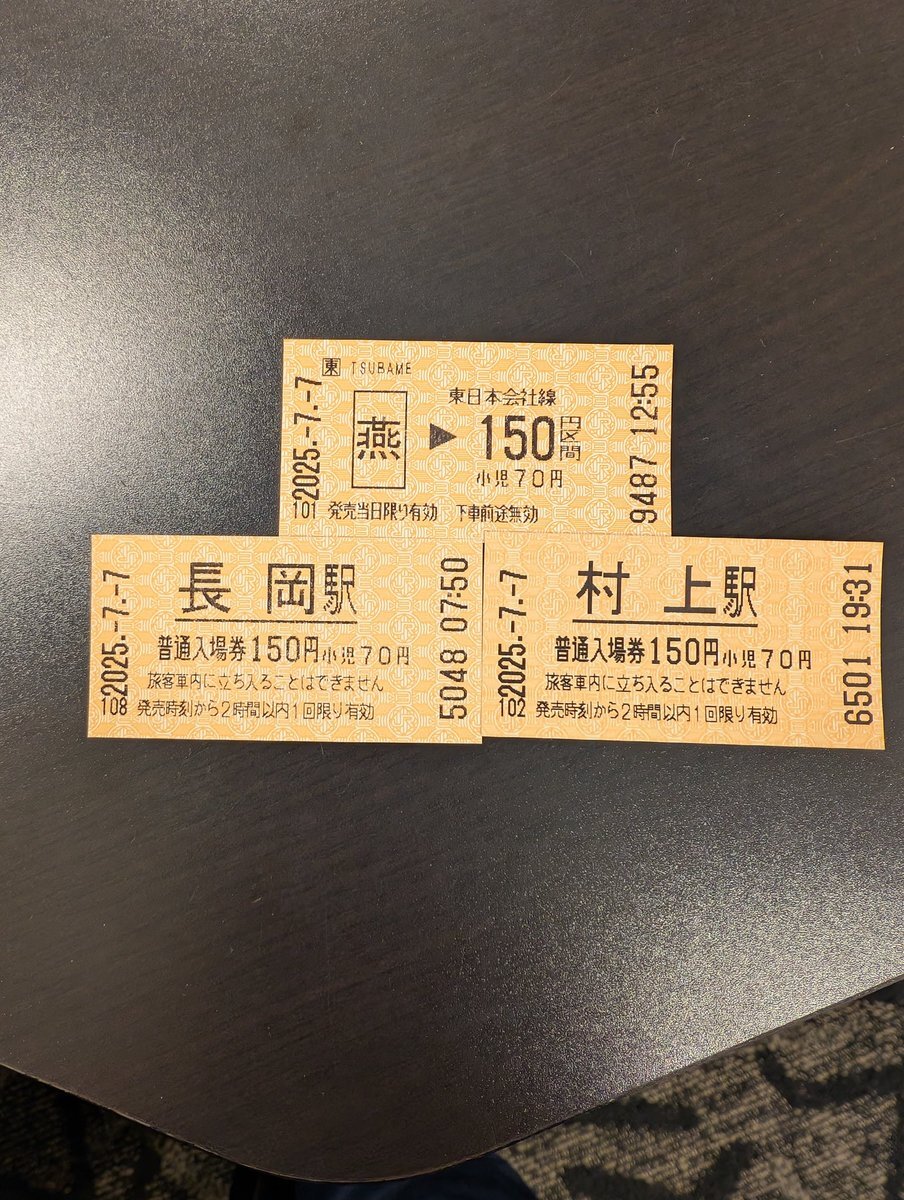 東 TSUBAME
燕 ▶ 東日本会社線
150円区間
小児70円
発売当日限り有効 下車前途無効
2025.-7.-7
101
9487 12:55
長岡駅
普通入場券150円小児70円
旅客車内に立ち入ることはできません
発売時刻から2時間以内1回限り有効
2025.-7.-7
108
5048 07:50
村上駅
普通入場券150円小児70円
旅客車内に立ち入ることはできません
発売時刻から2時間以内1回限り有効
2025.-7.-7
102
6501 19:31